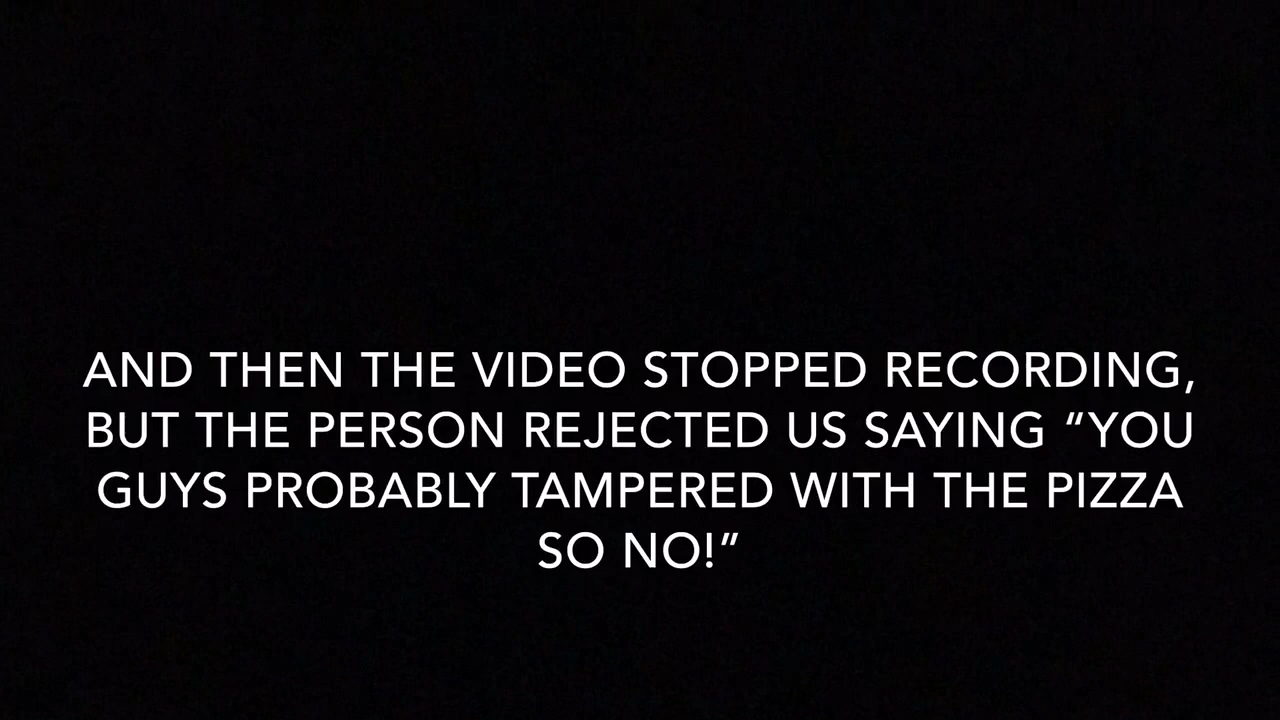 AND THEN THE VIDEO STOPPED RECORDING,
BUT THE PERSON REJECTED US SAYING “YOU
GUYS PROBABLY TAMPERED WITH THE PIZZA
SO NO!”